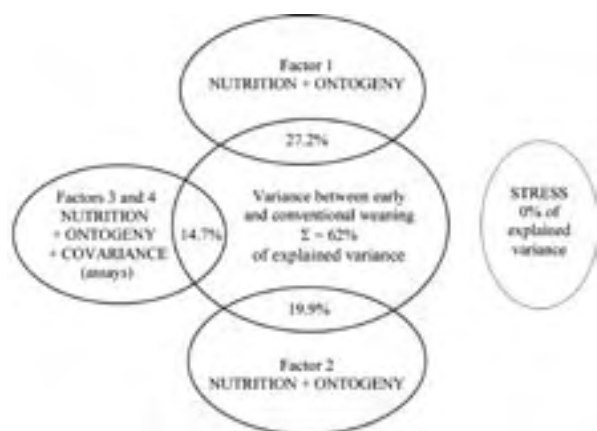 Factor 1
NUTRITION + ONTOGENY
27.2%
Factors 3 and 4
NUTRITION
+ ONTOGENY
+ COVARIANCE
(assays)
14.7%
Variance between early
and conventional weaning
Σ = 62%
of explained variance
STRESS
0% of
explained
variance
19.9%
Factor 2
NUTRITION + ONTOGENY